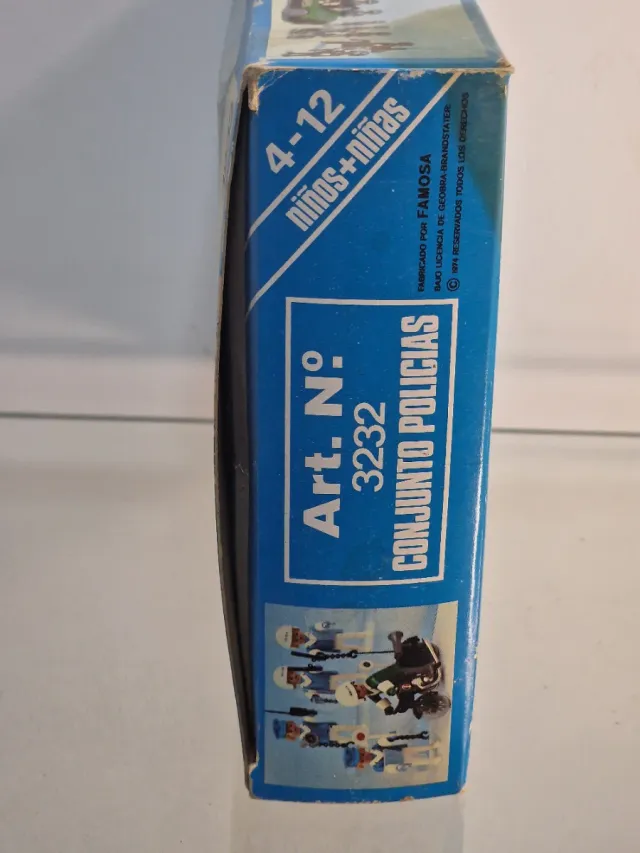 4-12
niños+niñas
FABRICADO POR FAMOSA
BAJO LICENCIA DE GEOBRA-BRANDSTATER
© 1974 RESERVADOS TODOS LOS DERECHOS
Art. Nº.
3232
CONJUNTO POLICIAS